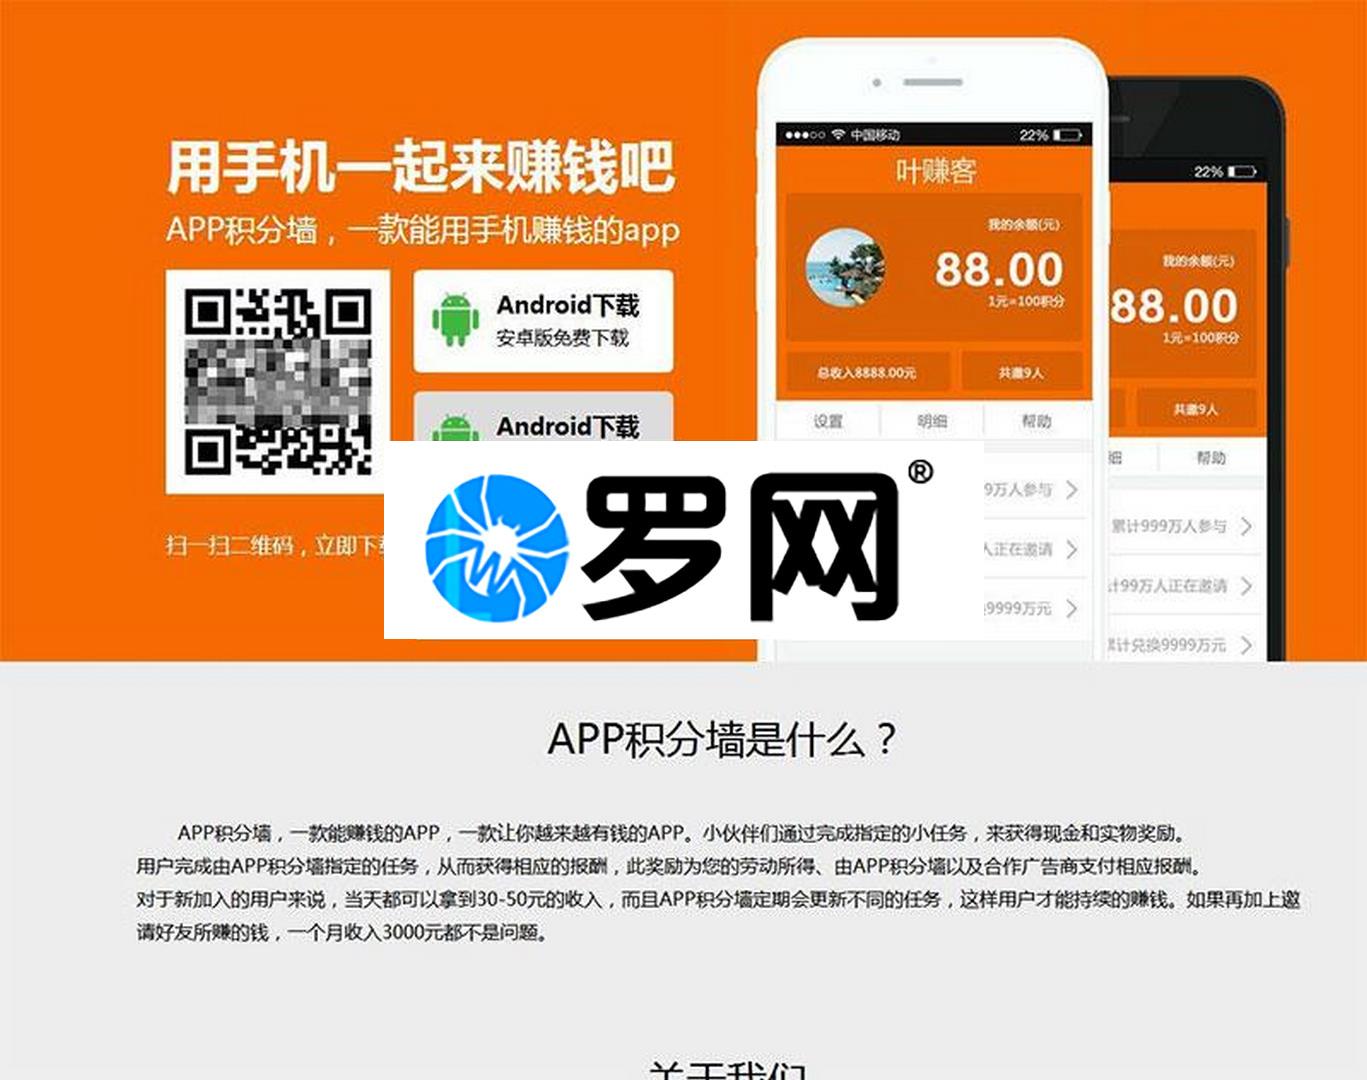 用手机一起来赚钱吧
APP积分墙，一款能用手机赚钱的app
Android下载
安卓版免费下载
Android下载
扫一扫二维码，立即下
罗网®
中国移动 22%
叶赚客
我的余额(元)
88.00
1元=100积分
总收入8888.00元 共邀9人
设置 明细 帮助
9万人参与
人正在邀请
9999万元
22%
我的余额(元)
88.00
1元=100积分
共邀9人
细 帮助
累计999万人参与
计99万人正在邀请
累计兑换9999万元
APP积分墙是什么？
APP积分墙，一款能赚钱的APP，一款让你越来越有钱的APP。小伙伴们通过完成指定的小任务，来获得现金和实物奖励。
用户完成由APP积分墙指定的任务，从而获得相应的报酬，此奖励为您的劳动所得、由APP积分墙以及合作广告商支付相应报酬。
对于新加入的用户来说，当天都可以拿到30-50元的收入，而且APP积分墙定期会更新不同的任务，这样用户才能持续的赚钱。如果再加上邀
请好友所赚的钱，一个月收入3000元都不是问题。
关于我们